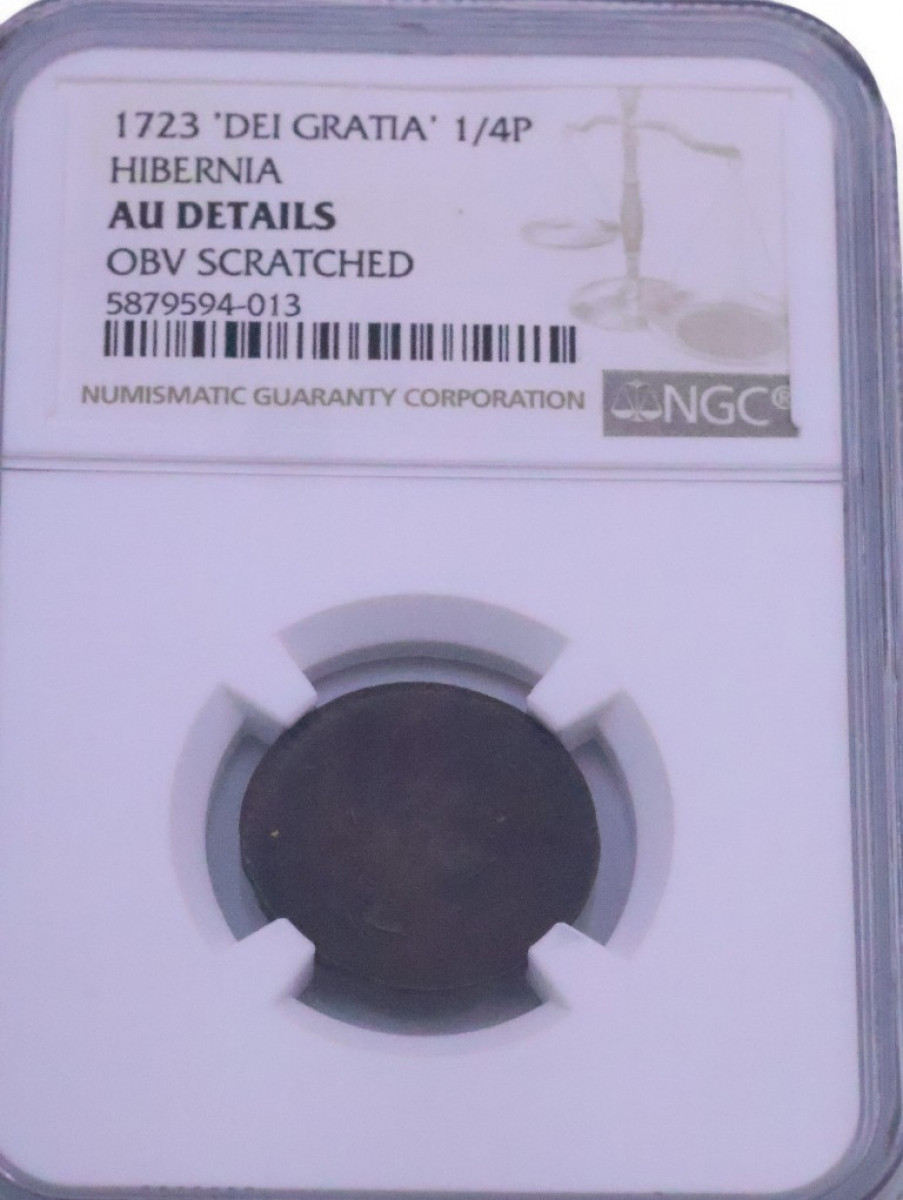 1723 'DEI GRATIA' 1/4P
HIBERNIA
AU DETAILS
OBV SCRATCHED
5879594-013
NUMISMATIC GUARANTY CORPORATION
NGC®